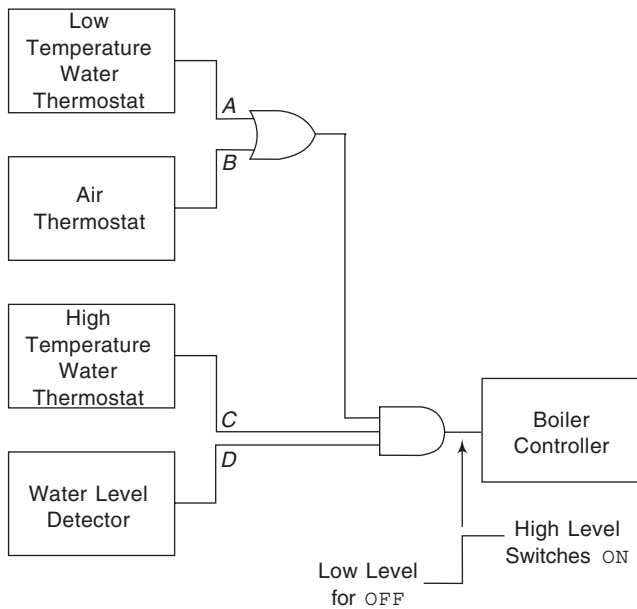 Low
Temperature
Water
Thermostat
A
B
Air
Thermostat
High
Temperature
Water
Thermostat
C
D
Water Level
Detector
Boiler
Controller
High Level
Switches ON
Low Level
for OFF